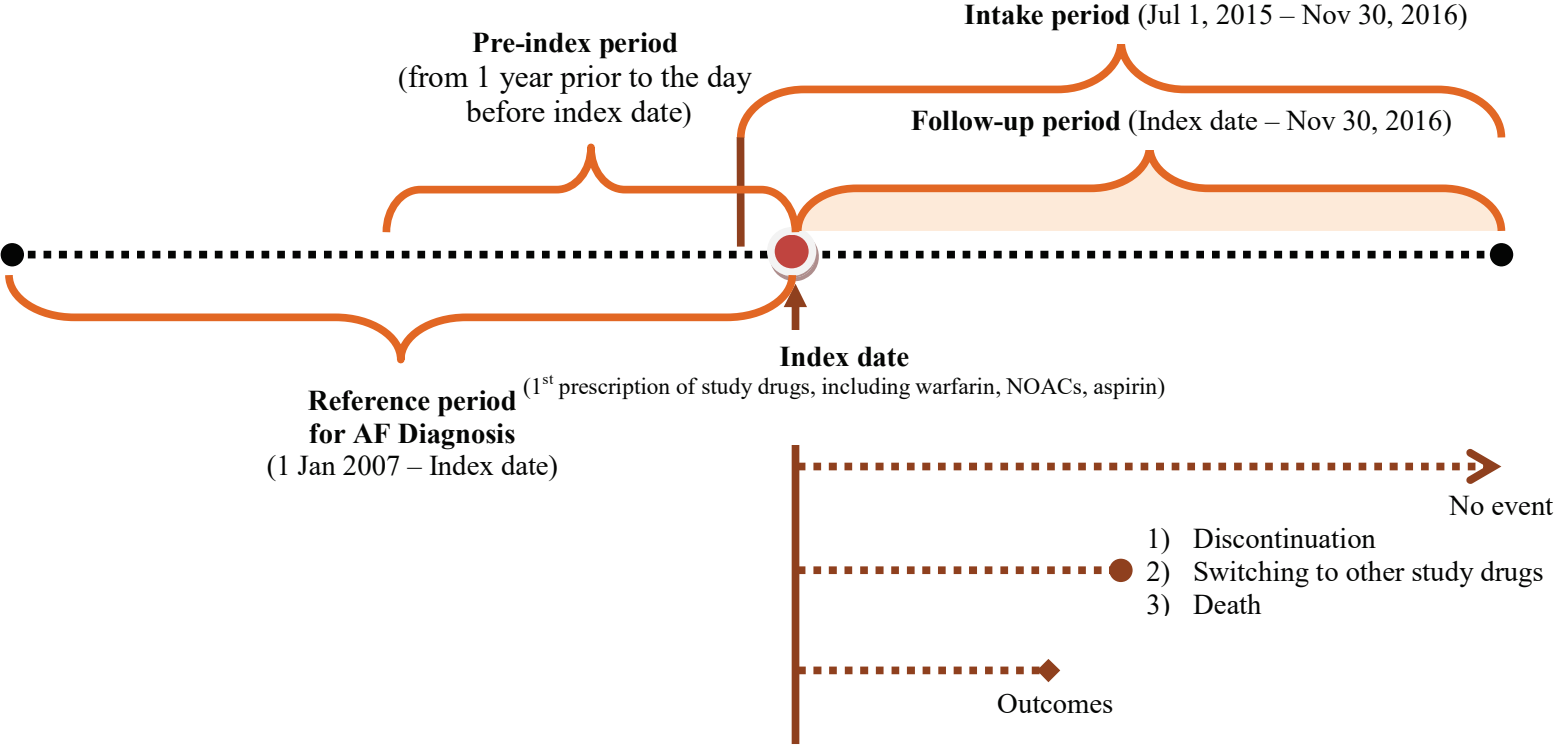 Intake period (Jul 1, 2015 – Nov 30, 2016)
Pre-index period
(from 1 year prior to the day
before index date)
Follow-up period (Index date – Nov 30, 2016)
Index date
(1st prescription of study drugs, including warfarin, NOACs, aspirin)
Reference period
for AF Diagnosis
(1 Jan 2007 – Index date)
No event
1) Discontinuation
2) Switching to other study drugs
3) Death
Outcomes